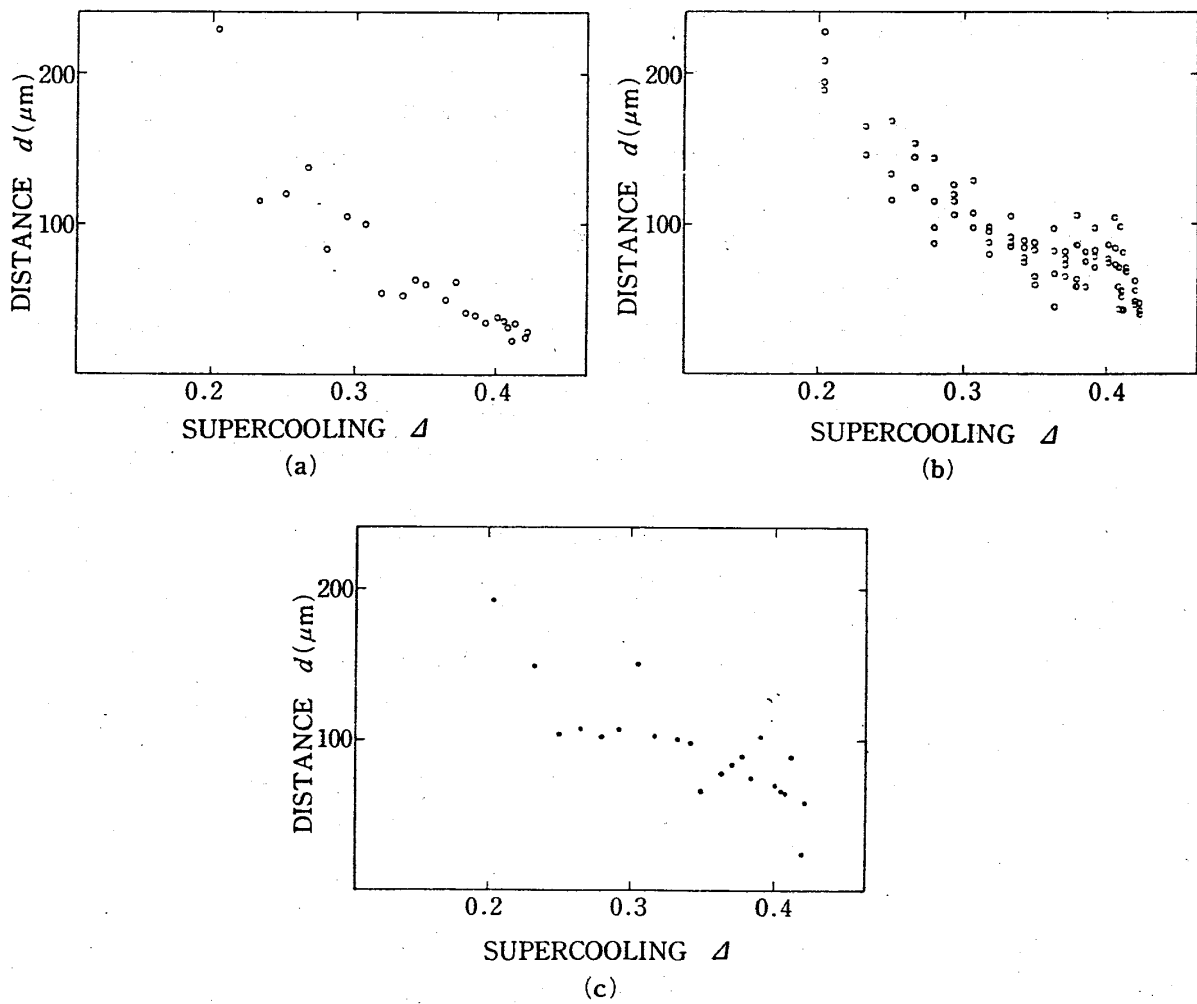 200
100
DISTANCE d(μm)
0.2 0.3 0.4
SUPERCOOLING Δ
(a)
200
100
DISTANCE d(μm)
0.2 0.3 0.4
SUPERCOOLING Δ
(b)
200
100
DISTANCE d(μm)
0.2 0.3 0.4
SUPERCOOLING Δ
(c)